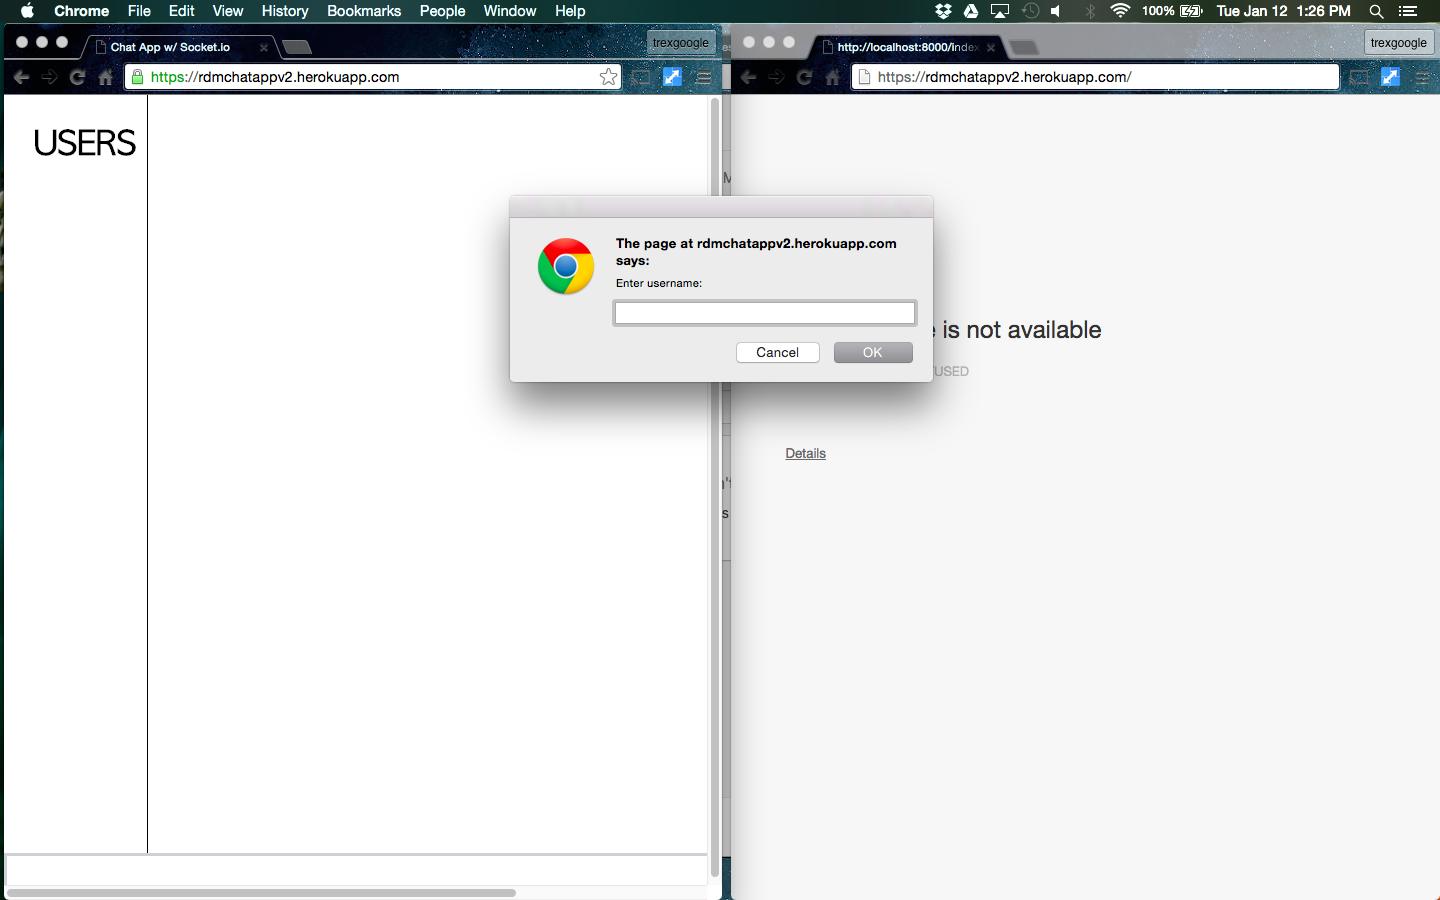 Chrome File Edit View History Bookmarks People Window Help 100% Tue Jan 12 1:26 PM
Chat App w/ Socket.io
trexgoogle
http://localhost:8000/index
trexgoogle
https://rdmchatappv2.herokuapp.com
https://rdmchatappv2.herokuapp.com/
USERS
The page at rdmchatappv2.herokuapp.com
says:
Enter username:
Cancel OK
is not available
USED
Details